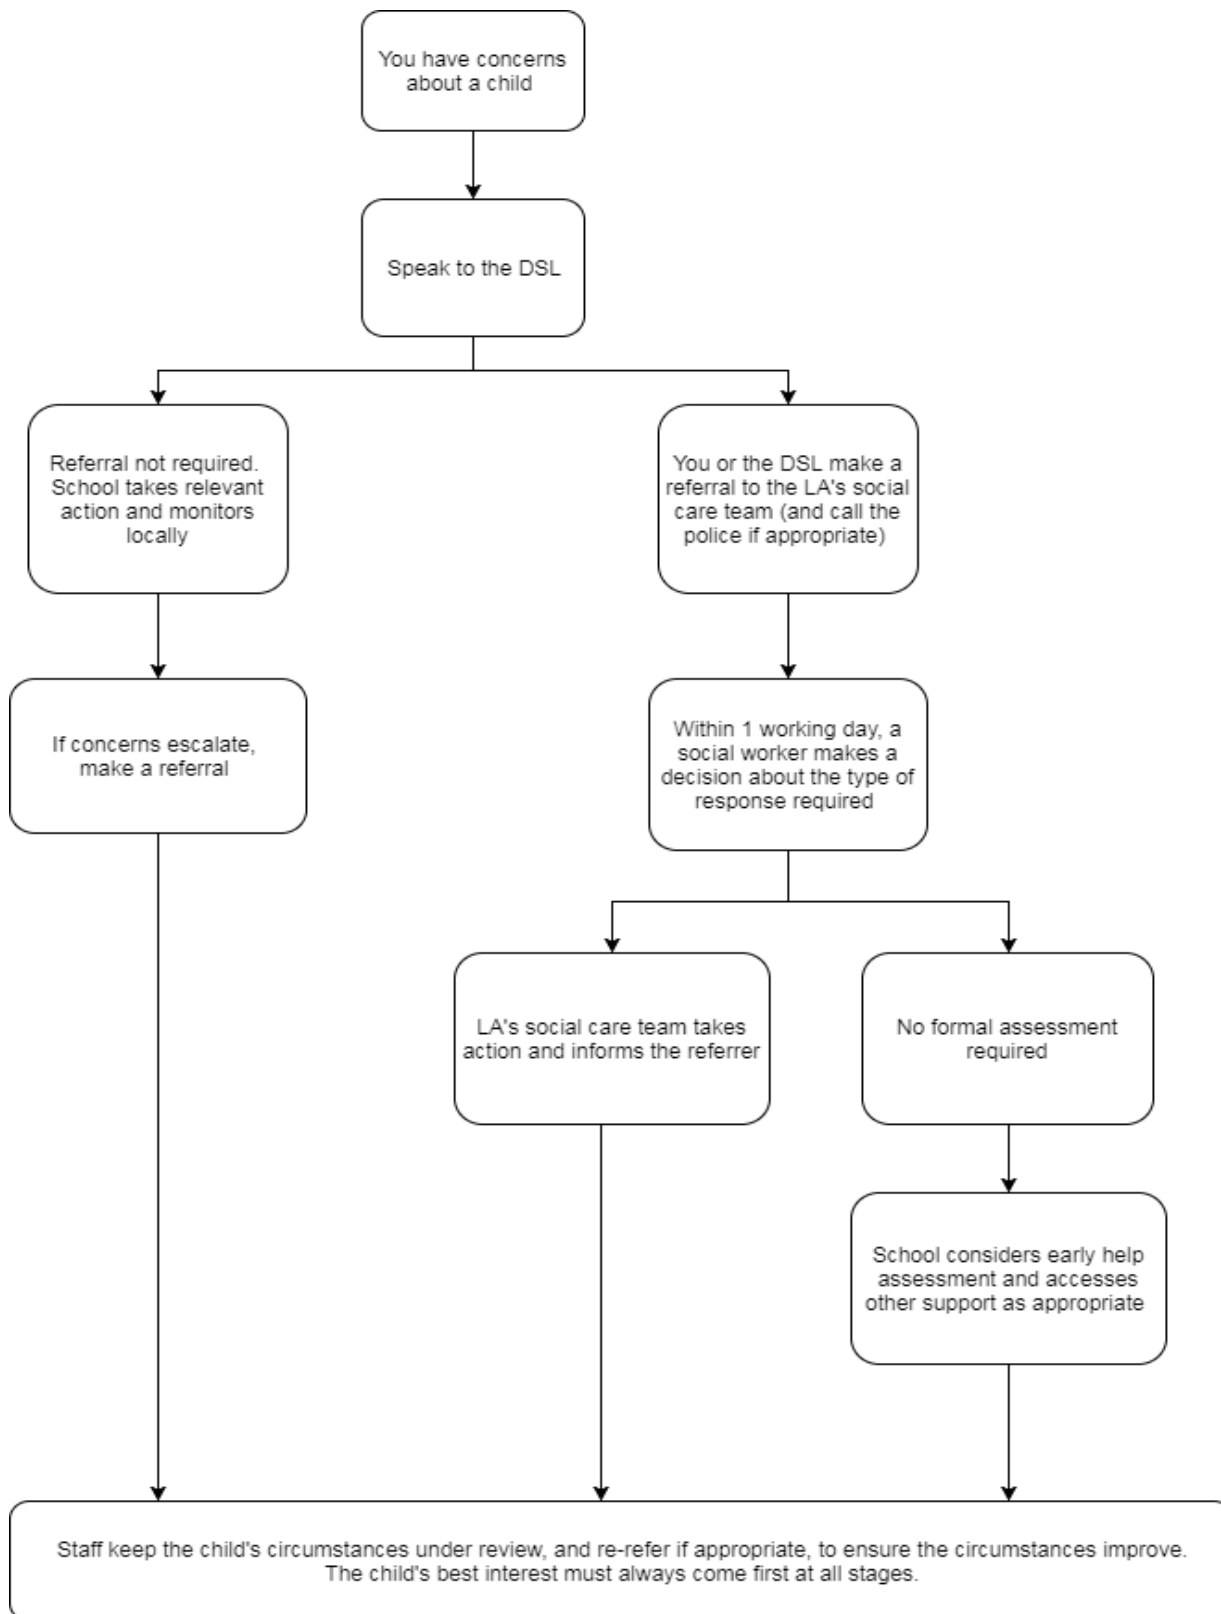 You have concerns
about a child
Speak to the DSL
Referral not required.
School takes relevant
action and monitors
locally
You or the DSL make a
referral to the LA's social
care team (and call the
police if appropriate)
If concerns escalate,
make a referral
Within 1 working day, a
social worker makes a
decision about the type of
response required
LA's social care team takes
action and informs the referrer
No formal assessment
required
School considers early help
assessment and accesses
other support as appropriate
Staff keep the child's circumstances under review, and re-refer if appropriate, to ensure the circumstances improve.
The child's best interest must always come first at all stages.